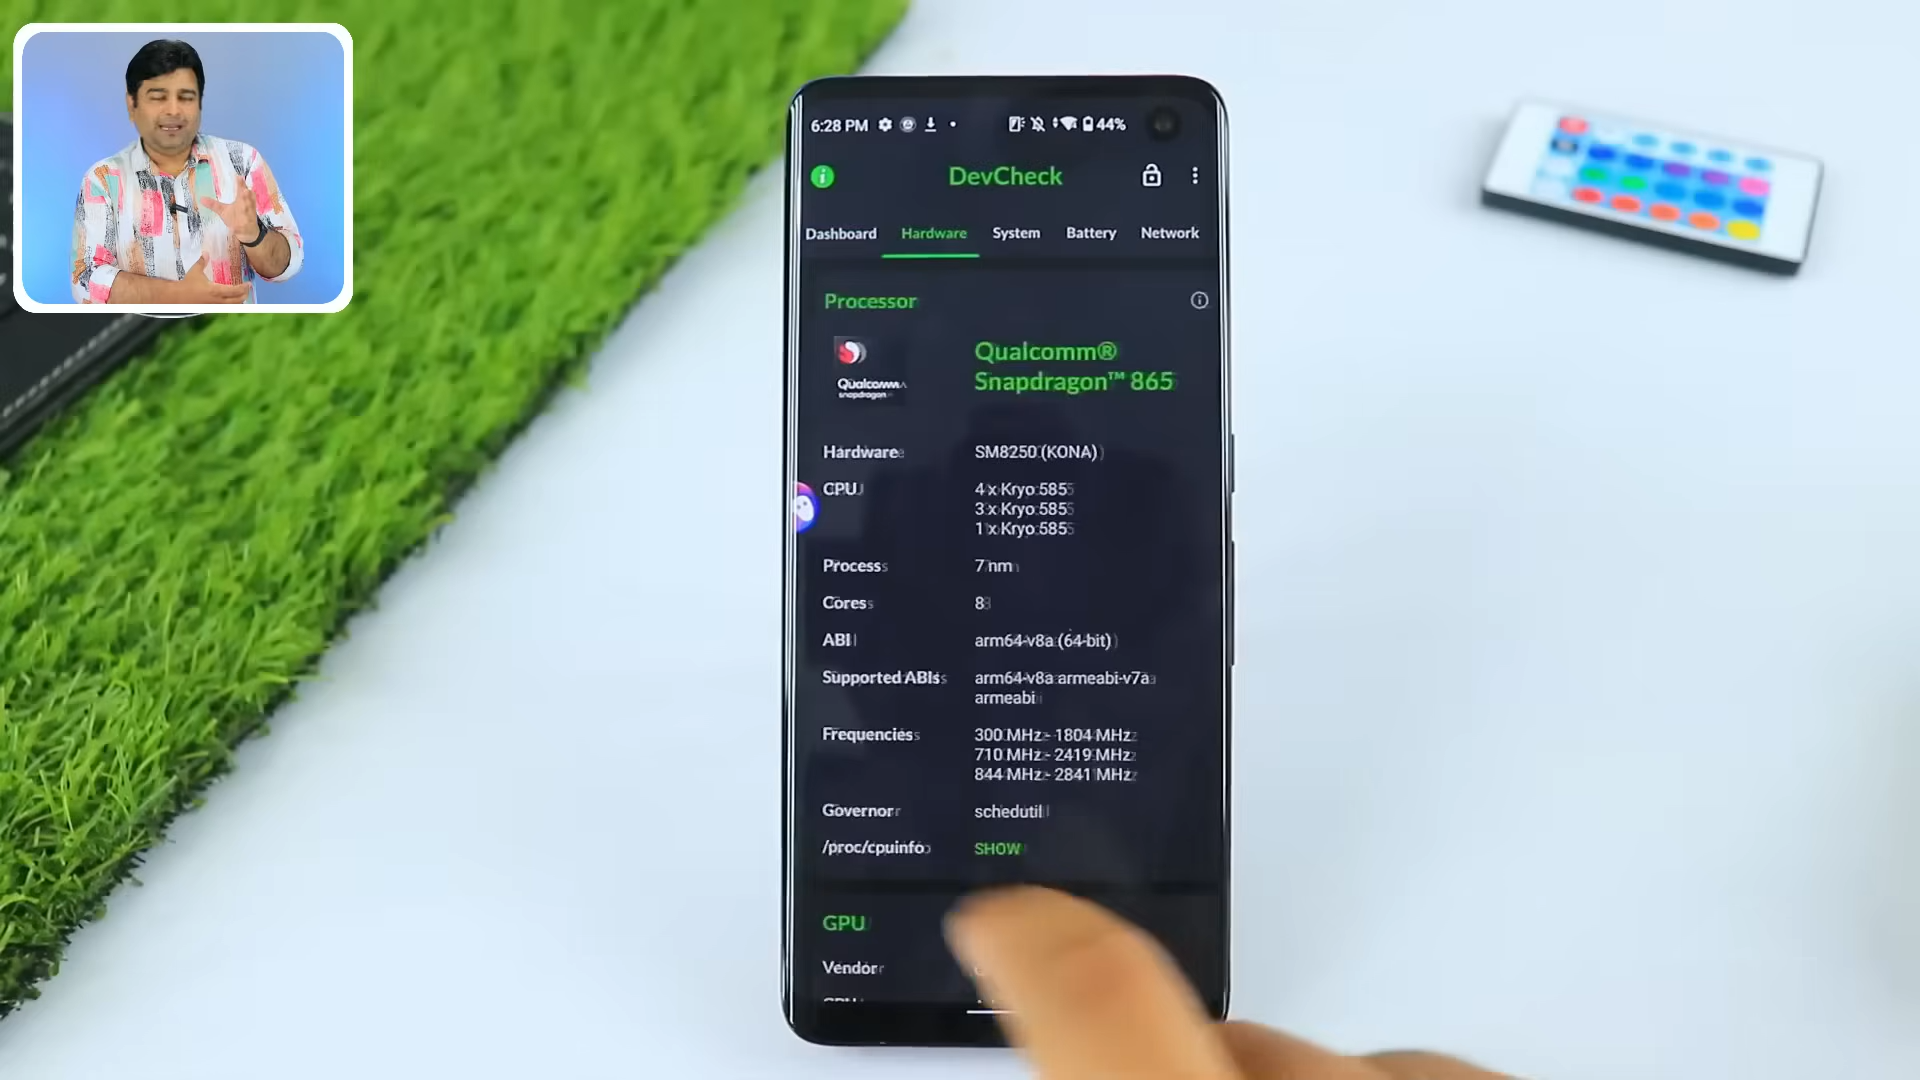 6:28 PM 44%
DevCheck
Dashboard Hardware System Battery Network
Processor
Qualcomm
snapdragon
Qualcomm®
Snapdragon™ 865
Hardware SM8250 (KONA)
CPU 4 x Kryo 585
3 x Kryo 585
1 x Kryo 585
Process 7 nm
Cores 8
ABI arm64-v8a (64-bit)
Supported ABIs arm64-v8a armeabi-v7a
armeabi
Frequencies 300 MHz - 1804 MHz
710 MHz - 2419 MHz
844 MHz - 2841 MHz
Governor schedutil
/proc/cpuinfo SHOW
GPU
Vendor